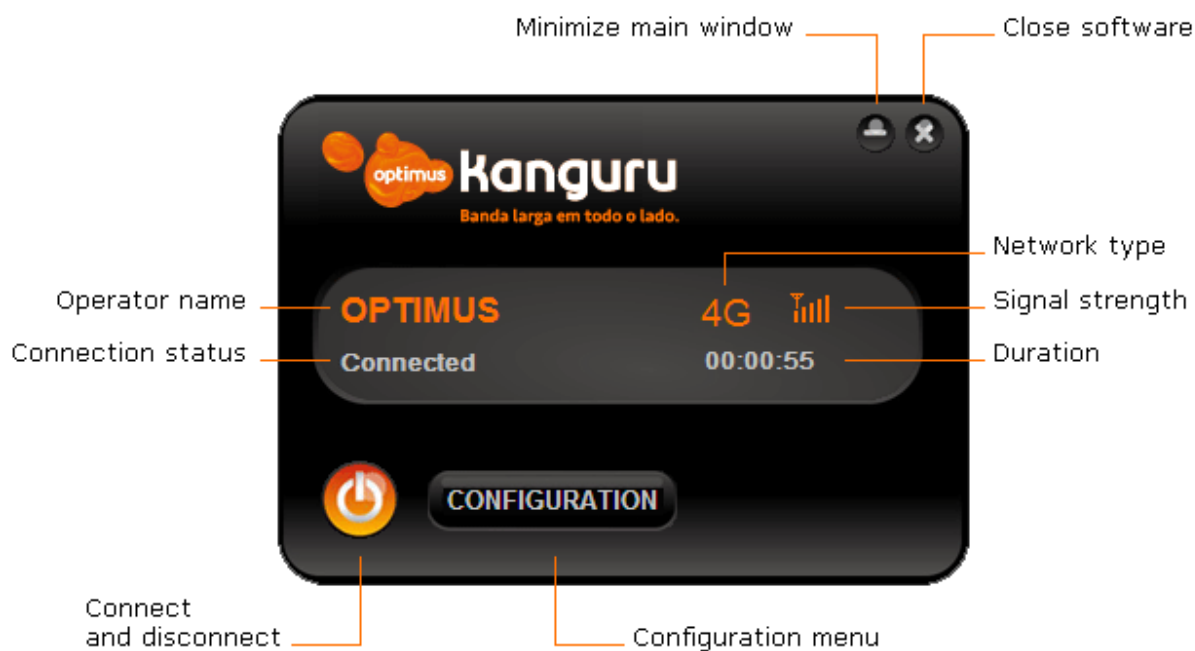 Minimize main window
Close software
optimus
Kanguru
Banda larga em todo o lado.
Network type
Operator name
OPTIMUS
4G
Signal strength
Connection status
Connected
00:00:55
Duration
CONFIGURATION
Connect
and disconnect
Configuration menu